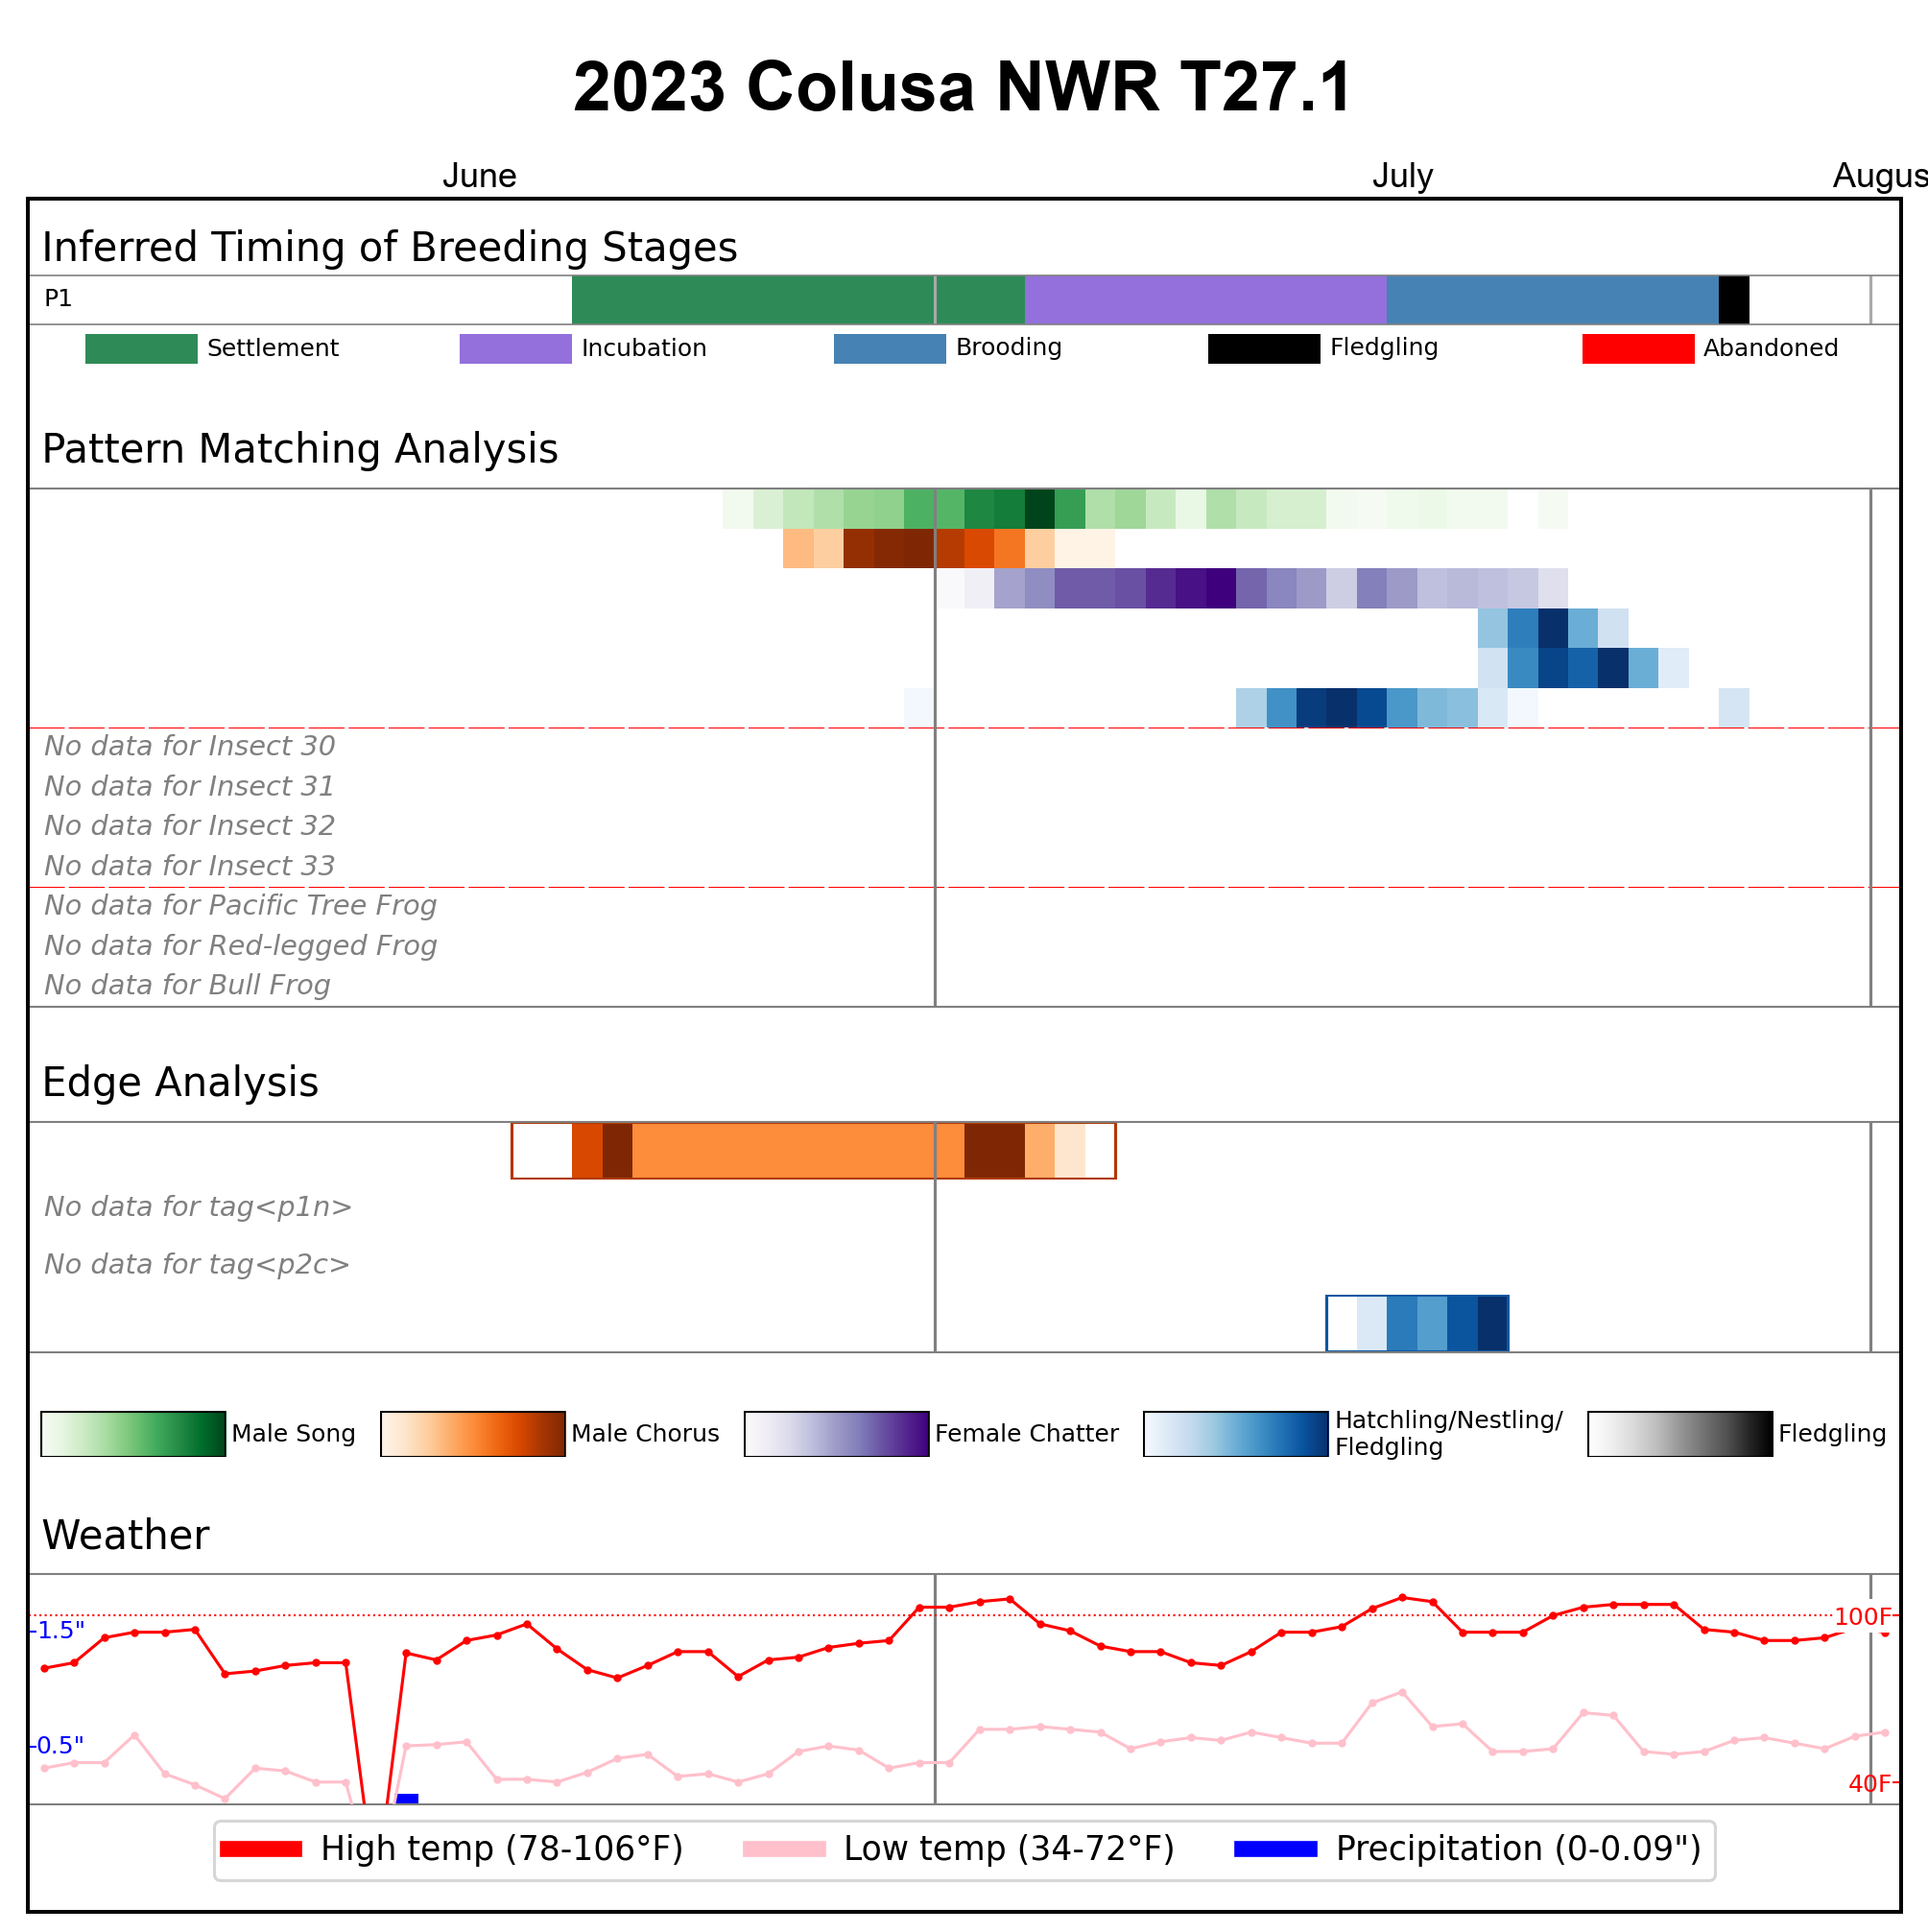 2023 Colusa NWR T27.1
June July Augus
Inferred Timing of Breeding Stages
P1
Settlement Incubation Brooding Fledgling Abandoned
Pattern Matching Analysis
No data for Insect 30
No data for Insect 31
No data for Insect 32
No data for Insect 33
No data for Pacific Tree Frog
No data for Red-legged Frog
No data for Bull Frog
Edge Analysis
No data for tag<p1n>
No data for tag<p2c>
Male Song Male Chorus Female Chatter Hatchling/Nestling/
Fledgling Fledgling
Weather
1.5" 100F
0.5" 40F
High temp (78-106°F) Low temp (34-72°F) Precipitation (0-0.09")